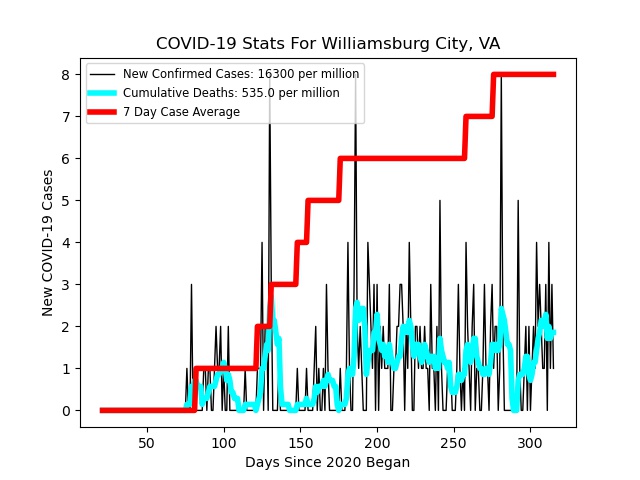 COVID-19 Stats For Williamsburg City, VA
New Confirmed Cases: 16300 per million
Cumulative Deaths: 535.0 per million
7 Day Case Average
New COVID-19 Cases
8
7
6
5
4
3
2
1
0
50 100 150 200 250 300
Days Since 2020 Began